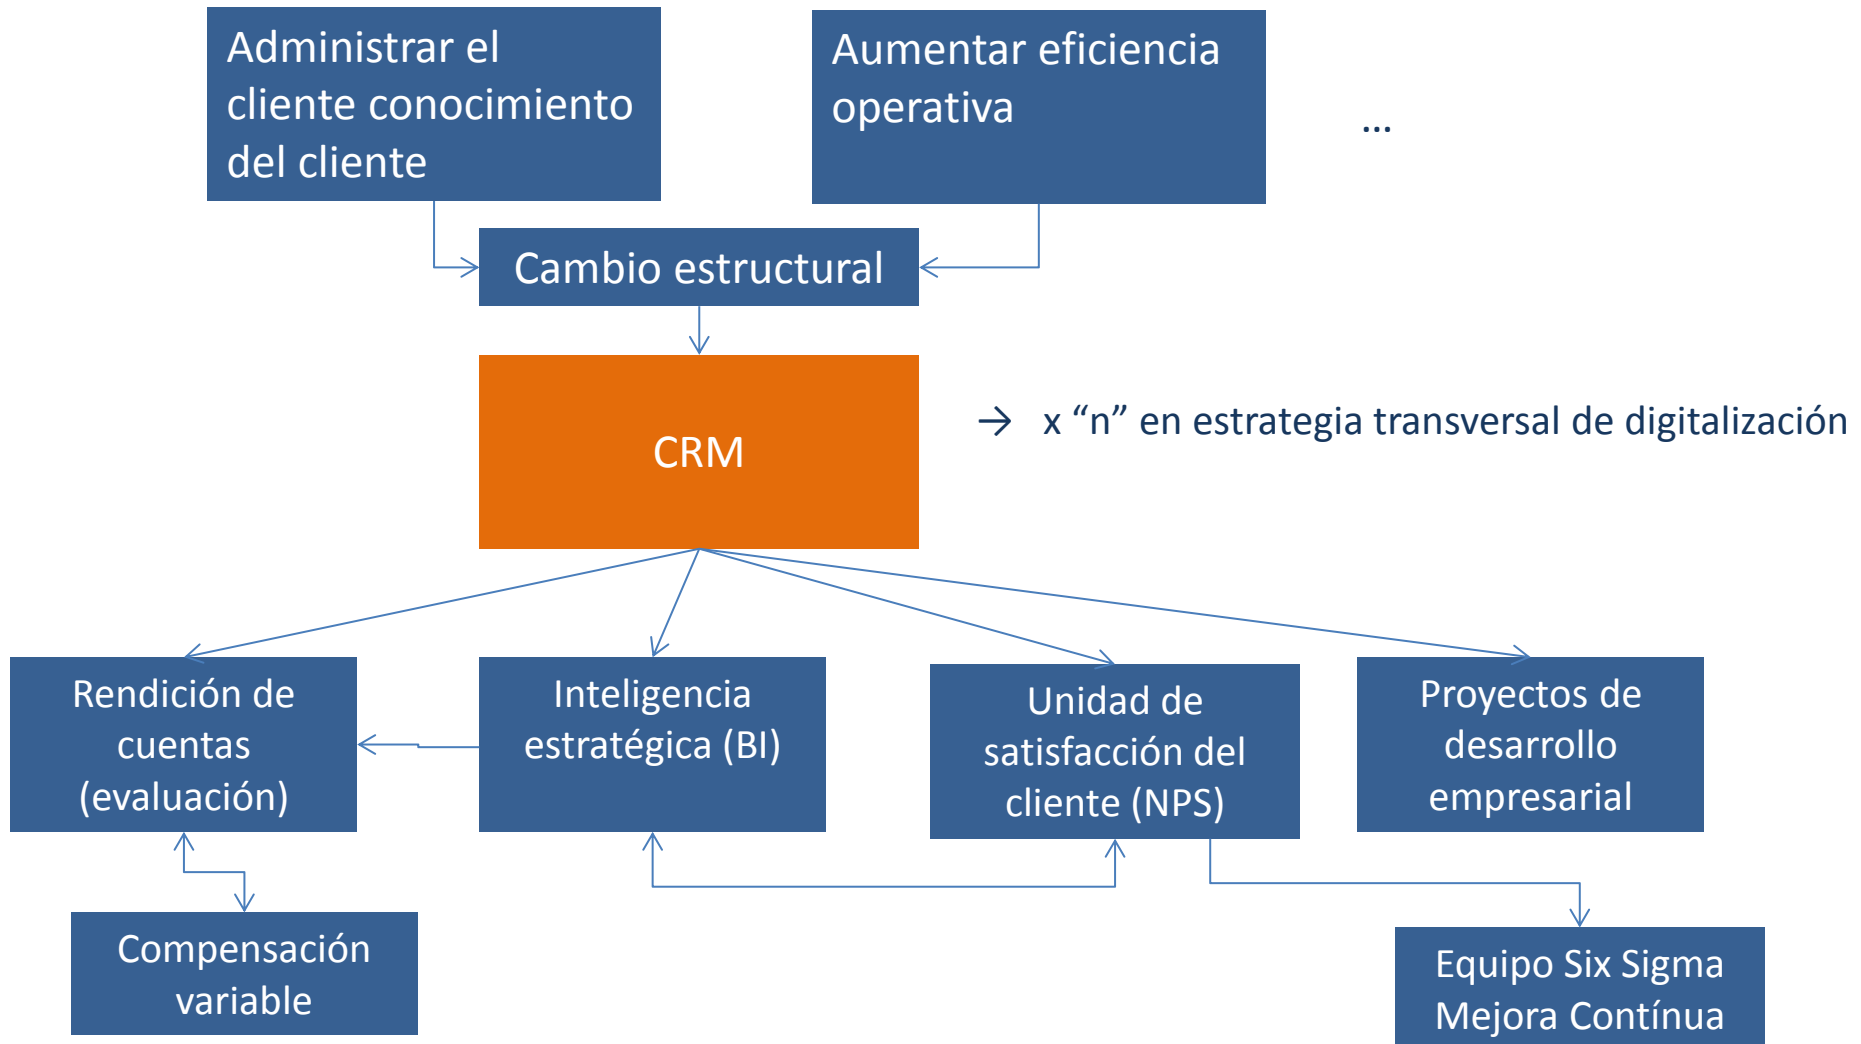 Administrar el
cliente conocimiento
del cliente
Aumentar eficiencia
operativa
...
Cambio estructural
CRM
→ x “n” en estrategia transversal de digitalización
Rendición de
cuentas
(evaluación)
Inteligencia
estratégica (BI)
Unidad de
satisfacción del
cliente (NPS)
Proyectos de
desarrollo
empresarial
Compensación
variable
Equipo Six Sigma
Mejora Contínua